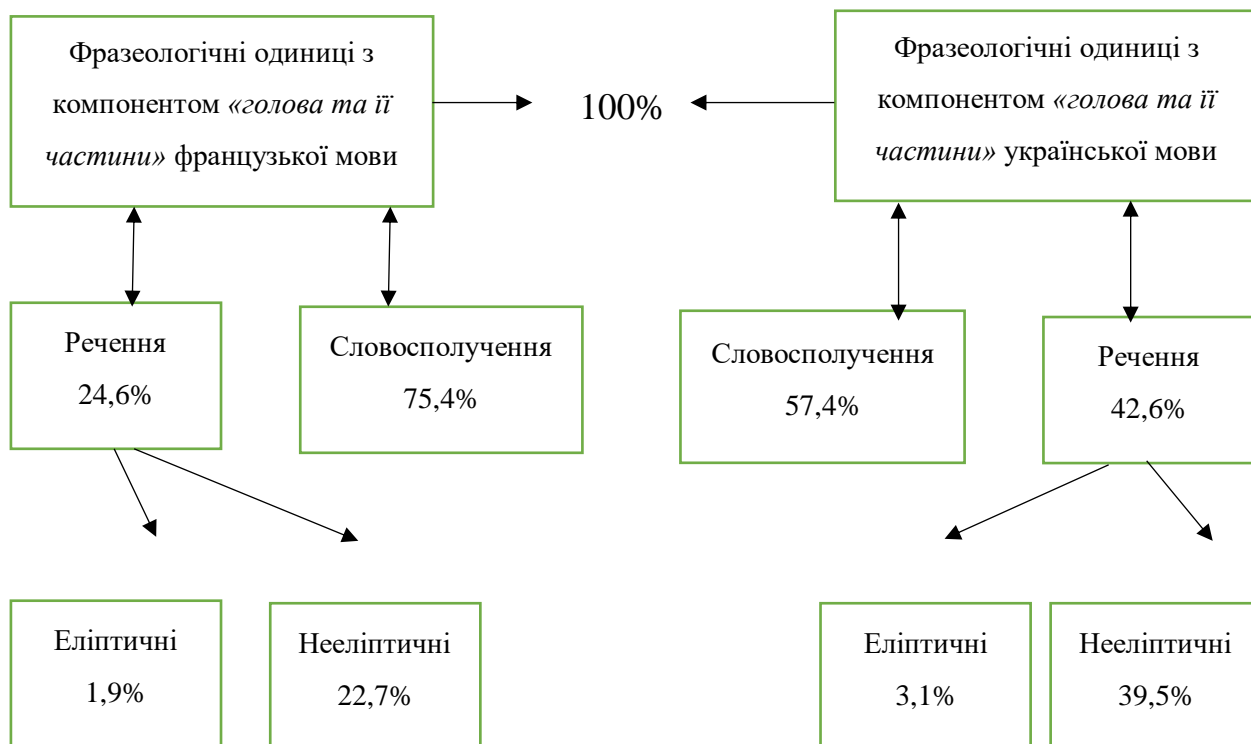 Фразеологічні одиниці з
компонентом «голова та її
частини» французької мови
100%
Фразеологічні одиниці з
компонентом «голова та її
частини» української мови
Речення
24,6%
Словосполучення
75,4%
Словосполучення
57,4%
Речення
42,6%
Еліптичні
1,9%
Нееліптичні
22,7%
Еліптичні
3,1%
Нееліптичні
39,5%